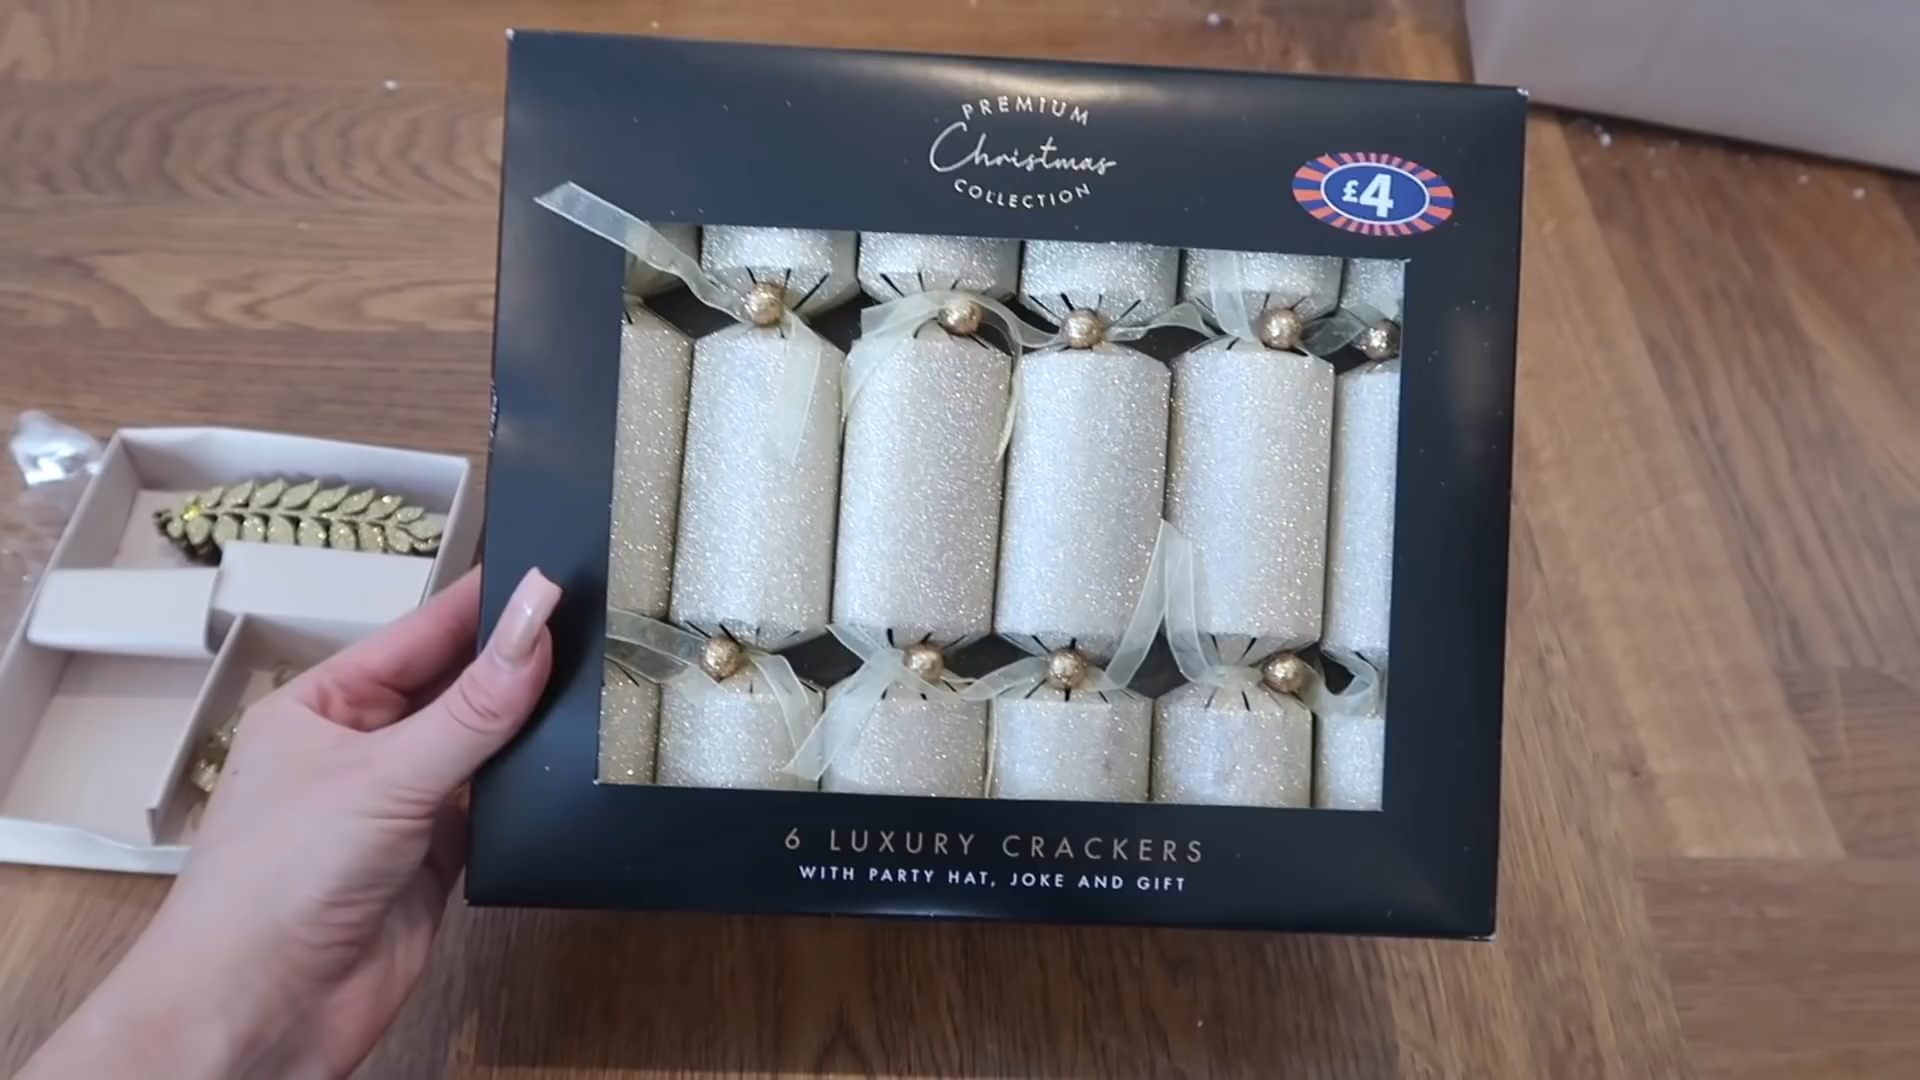 PREMIUM
Christmas
COLLECTION
£4
6 LUXURY CRACKERS
WITH PARTY HAT, JOKE AND GIFT